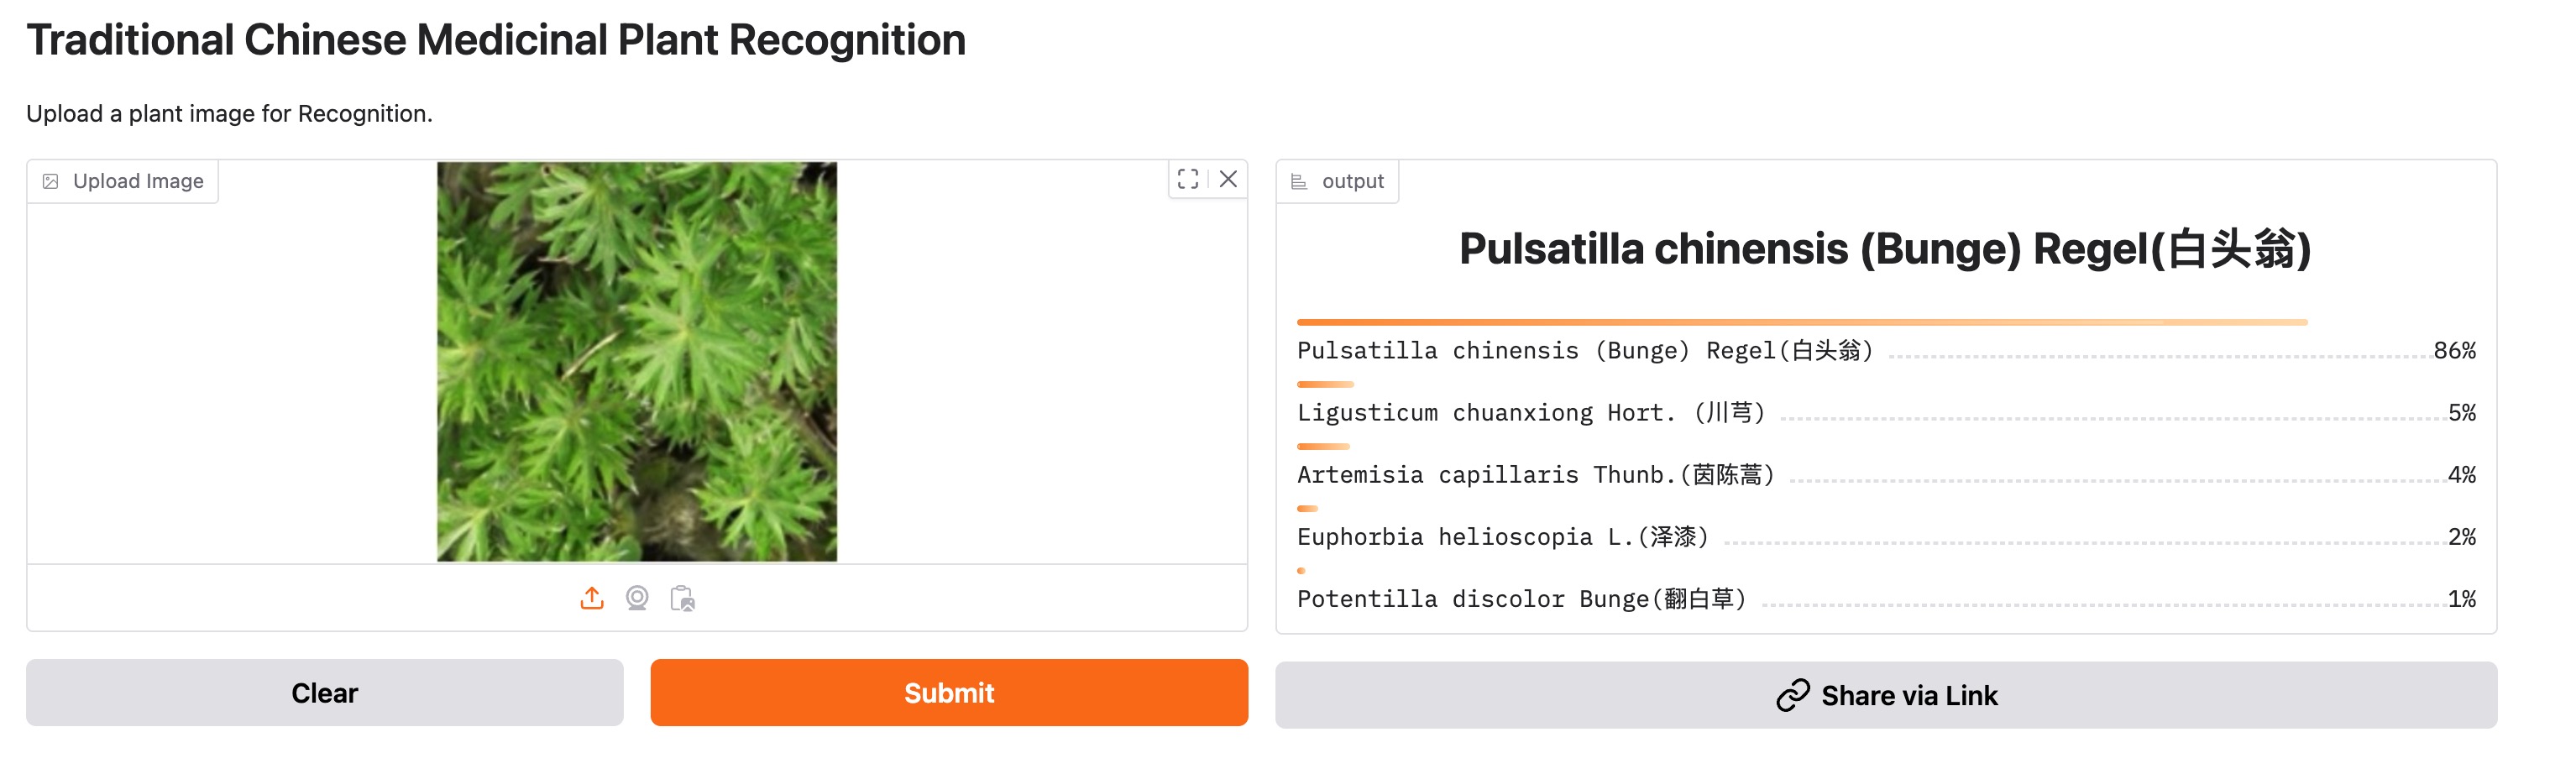 Traditional Chinese Medicinal Plant Recognition
Upload a plant image for Recognition.
Upload Image
output
Pulsatilla chinensis (Bunge) Regel(白头翁)
Pulsatilla chinensis (Bunge) Regel(白头翁) 86%
Ligusticum chuanxiong Hort. (川芎) 5%
Artemisia capillaris Thunb.(茵陈蒿) 4%
Euphorbia helioscopia L.(泽漆) 2%
Potentilla discolor Bunge(翻白草) 1%
Clear
Submit
Share via Link